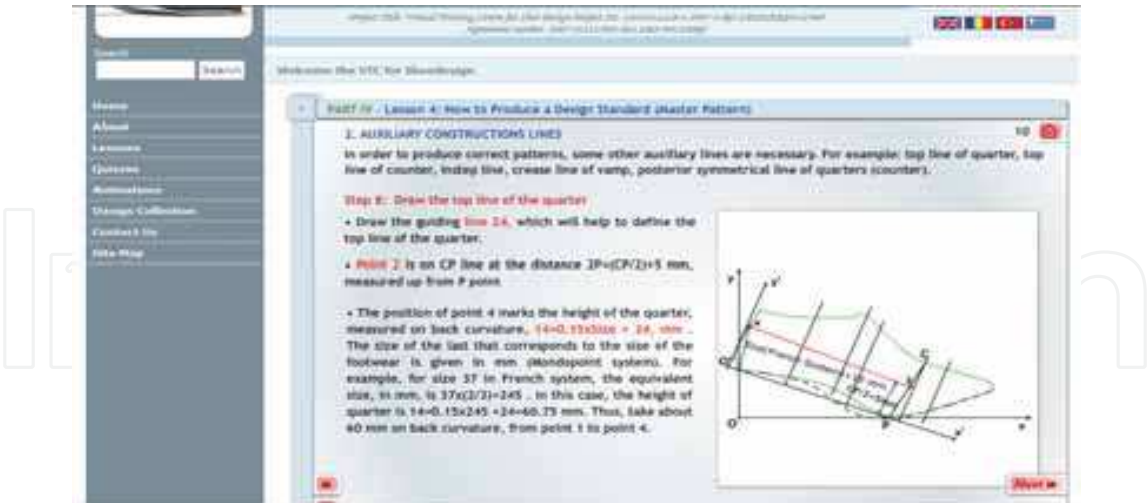 Search
Search
Welcome the VTC for Shoedesign
Home
About
Lessons
Quizzes
Animations
Design Collection
Contact Us
Site Map
PART IV - Lesson 4: How to Produce a Design Standard (Master Pattern)
2. AUXILIARY CONSTRUCTIONS LINES
10
In order to produce correct patterns, some other auxiliary lines are necessary. For example: top line of quarter, top
line of counter, instep line, crease line of vamp, posterior symmetrical line of quarters (counter).
Step 8: Draw the top line of the quarter
• Draw the guiding line 24, which will help to define the
top line of the quarter.
• Point 2 is on CP line at the distance 2P=(CP/2)+5 mm,
measured up from P point
• The position of point 4 marks the height of the quarter,
measured on back curvature, 14=0.15xSize + 24, mm .
The size of the last that corresponds to the size of the
footwear is given in mm (Mondopoint system). For
example, for size 37 in French system, the equivalent
size, in mm, is 37x(2/3)=245 . In this case, the height of
quarter is 14=0.15x245 +24=60.75 mm. Thus, take about
60 mm on back curvature, from point 1 to point 4.
y
y'
C
O
P
x
x'
Next